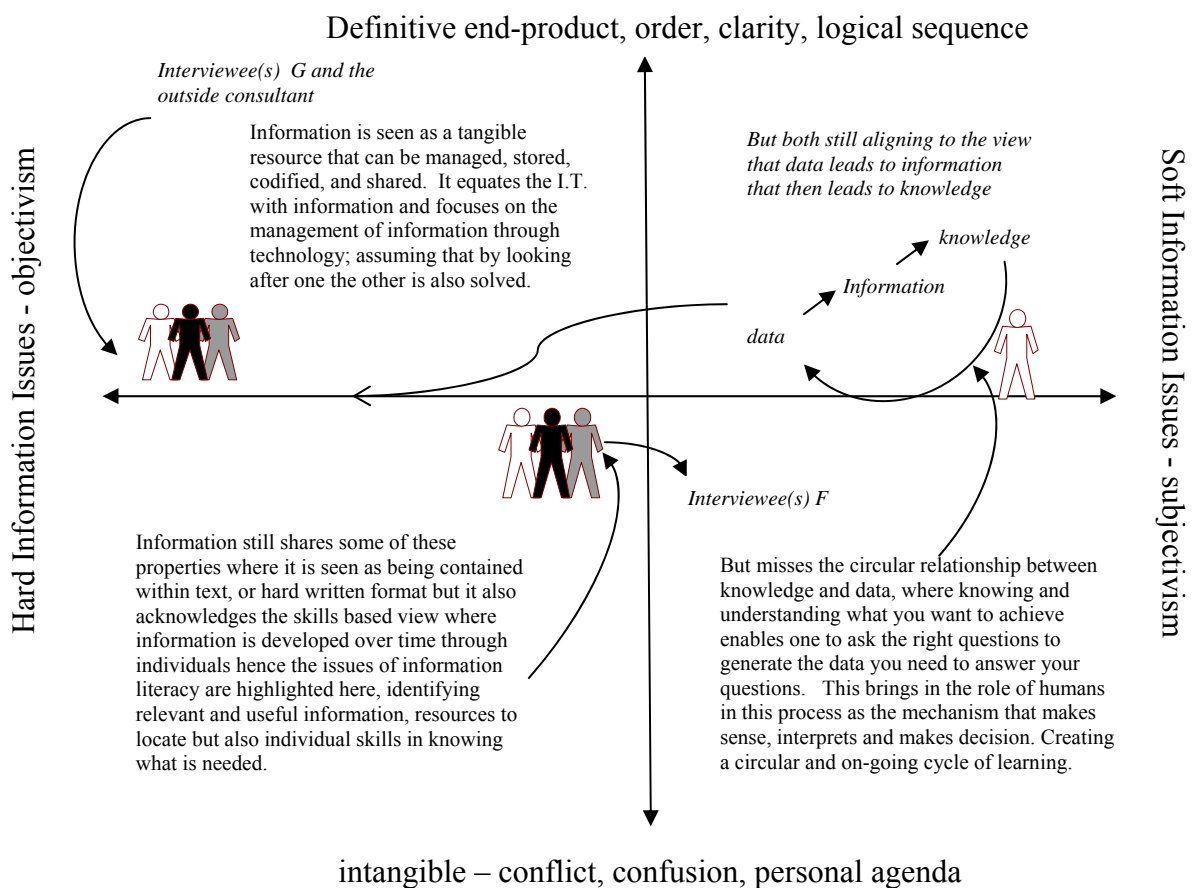 Definitive end-product, order, clarity, logical sequence
Interviewee(s) G and the
outside consultant
Information is seen as a tangible
resource that can be managed, stored,
codified, and shared. It equates the I.T.
with information and focuses on the
management of information through
technology; assuming that by looking
after one the other is also solved.
But both still aligning to the view
that data leads to information
that then leads to knowledge
knowledge
Information
data
Hard Information Issues - objectivism
Soft Information Issues - subjectivism
Interviewee(s) F
Information still shares some of these
properties where it is seen as being contained
within text, or hard written format but it also
acknowledges the skills based view where
information is developed over time through
individuals hence the issues of information
literacy are highlighted here, identifying
relevant and useful information, resources to
locate but also individual skills in knowing
what is needed.
But misses the circular relationship between
knowledge and data, where knowing and
understanding what you want to achieve
enables one to ask the right questions to
generate the data you need to answer your
questions. This brings in the role of humans
in this process as the mechanism that makes
sense, interprets and makes decision. Creating
a circular and on-going cycle of learning.
intangible – conflict, confusion, personal agenda